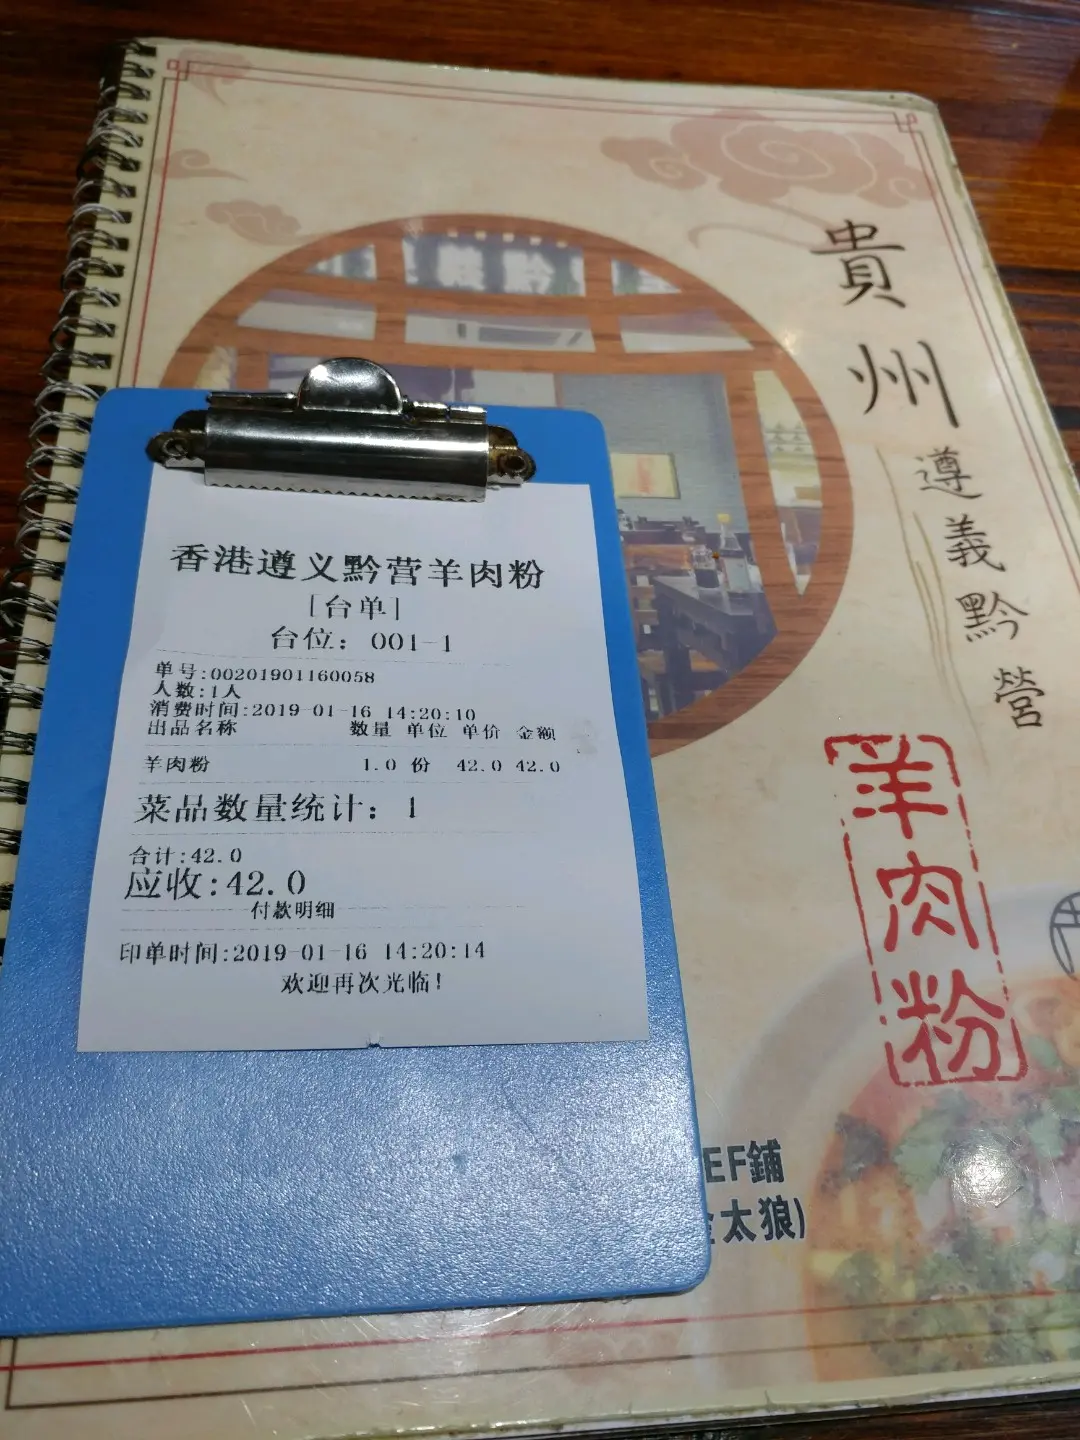 貴州
遵義黔營
羊肉粉
香港遵义黔营羊肉粉
[台单]
台位: 001-1
单号:00201901160058
人数:1人
消费时间:2019-01-16 14:20:10
出品名称 数量 单位 单价 金额
羊肉粉 1.0 份 42.0 42.0
菜品数量统计: 1
合计:42.0
应收:42.0
付款明细
印单时间:2019-01-16 14:20:14
欢迎再次光临!
EF鋪
太狼)